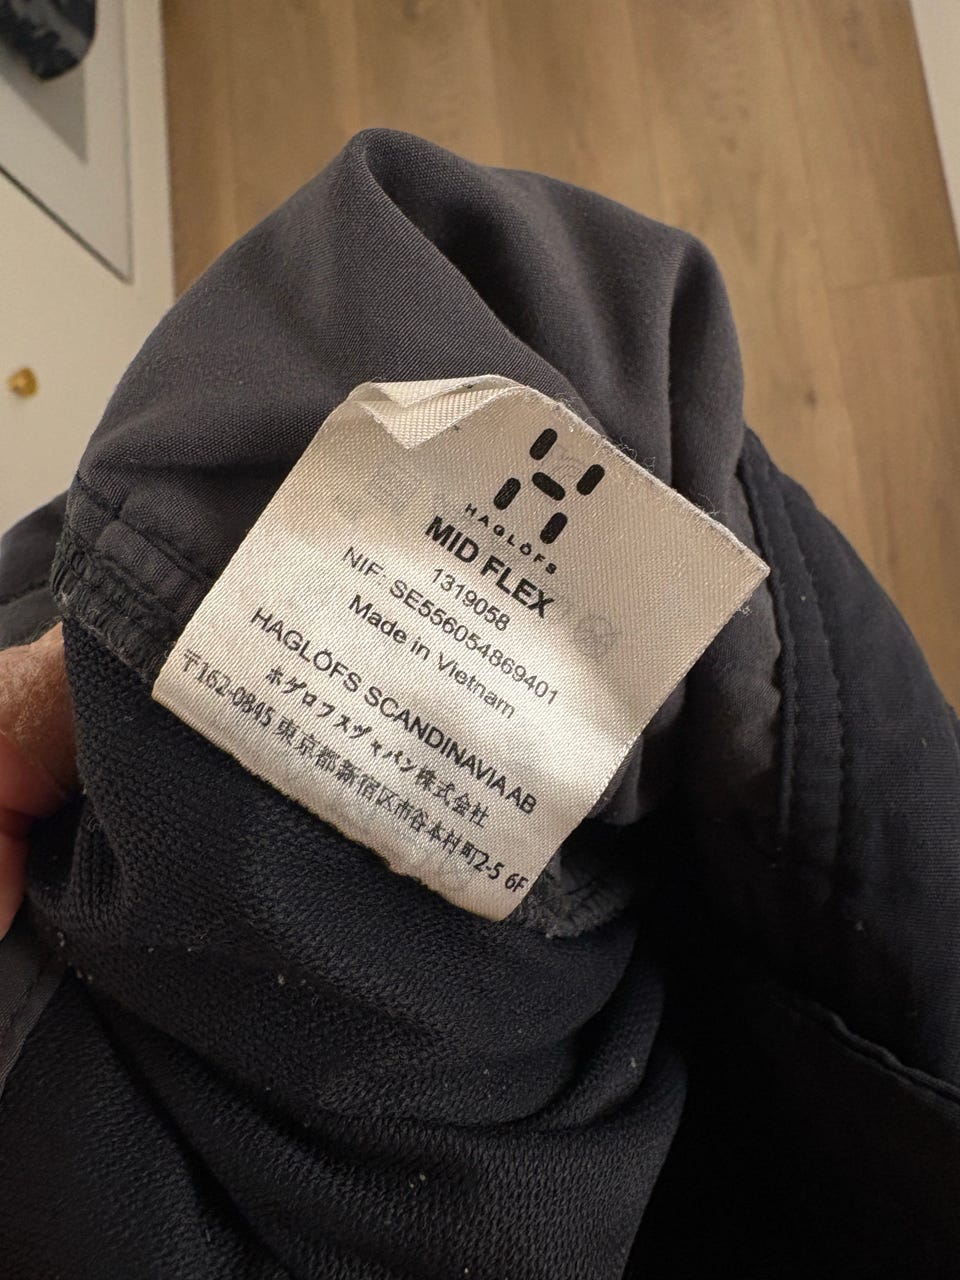 HAGLÖFS
MID FLEX
1319058
NIF: SE556054869401
Made in Vietnam
HAGLÖFS SCANDINAVIA AB
ホグロフスジャパン株式会社
〒162-0845 東京都新宿区市谷本村町2-5 6F